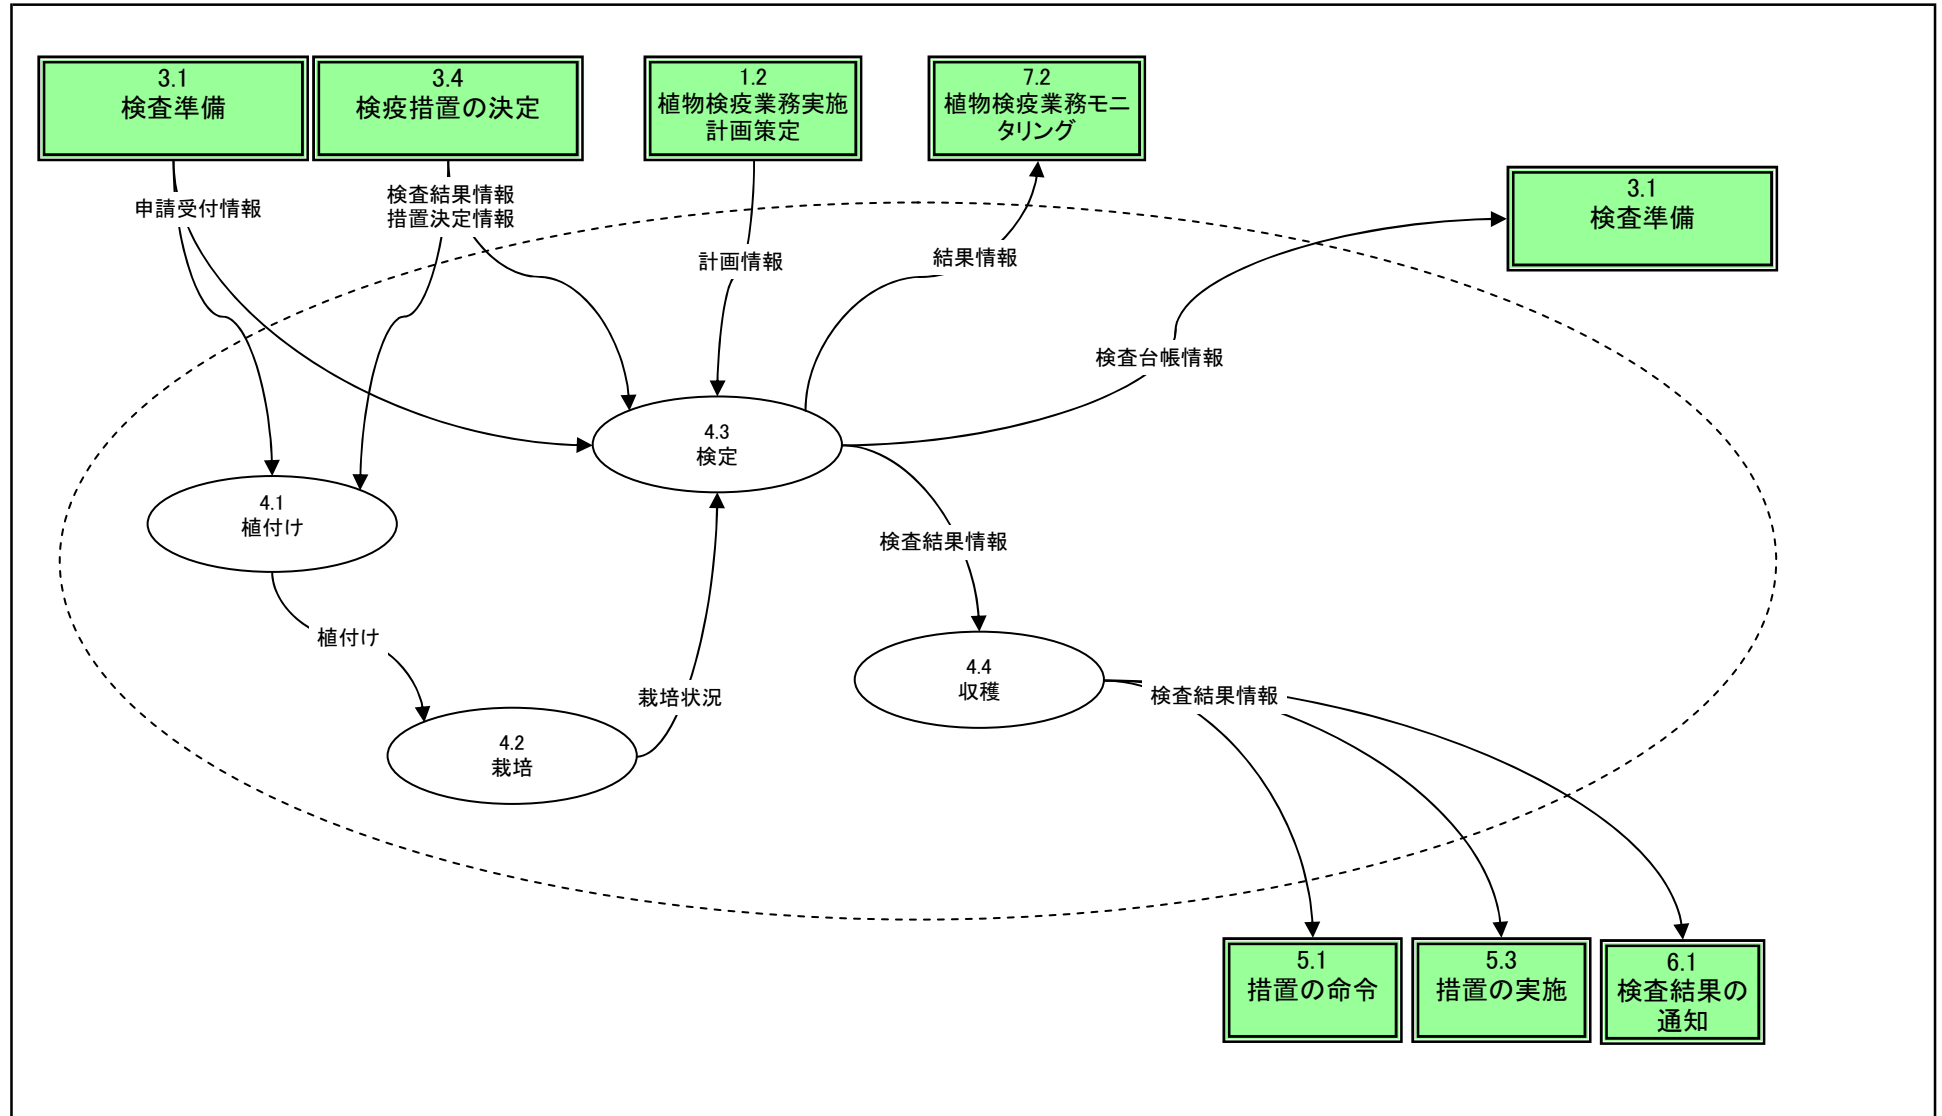 3.1
検査準備
3.4
検疫措置の決定
1.2
植物検疫業務実施
計画策定
7.2
植物検疫業務モニ
タリング
3.1
検査準備
申請受付情報
検査結果情報
措置決定情報
計画情報
結果情報
検査台帳情報
4.3
検定
4.1
植付け
検査結果情報
植付け
栽培状況
4.4
収穫
検査結果情報
4.2
栽培
5.1
措置の命令
5.3
措置の実施
6.1
検査結果の
通知